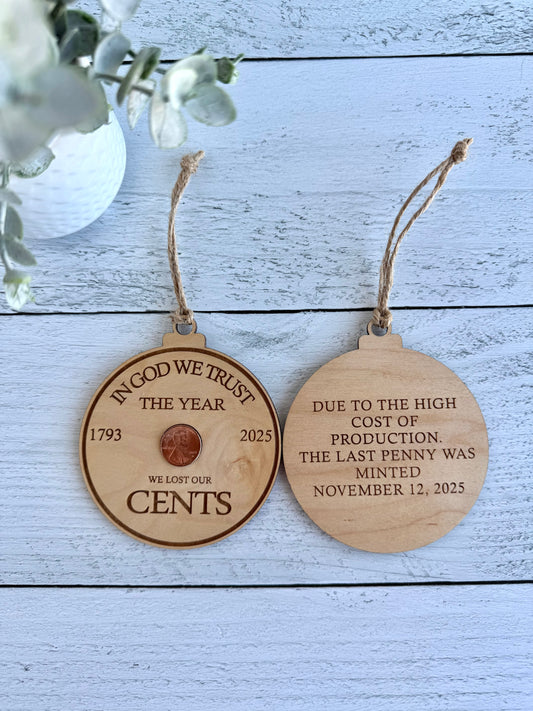 IN GOD WE TRUST
THE YEAR
1793 2025
WE LOST OUR
CENTS
DUE TO THE HIGH
COST OF
PRODUCTION.
THE LAST PENNY WAS
MINTED
NOVEMBER 12, 2025